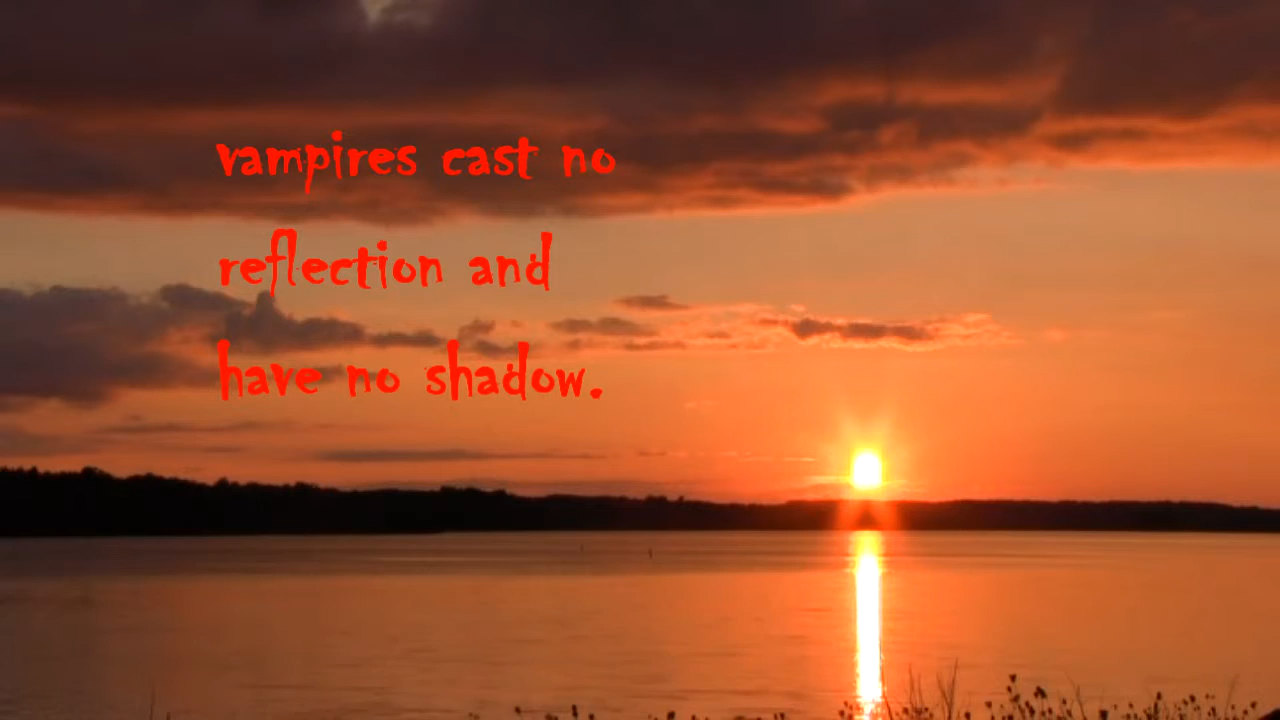 vampires cast no
reflection and
have no shadow.